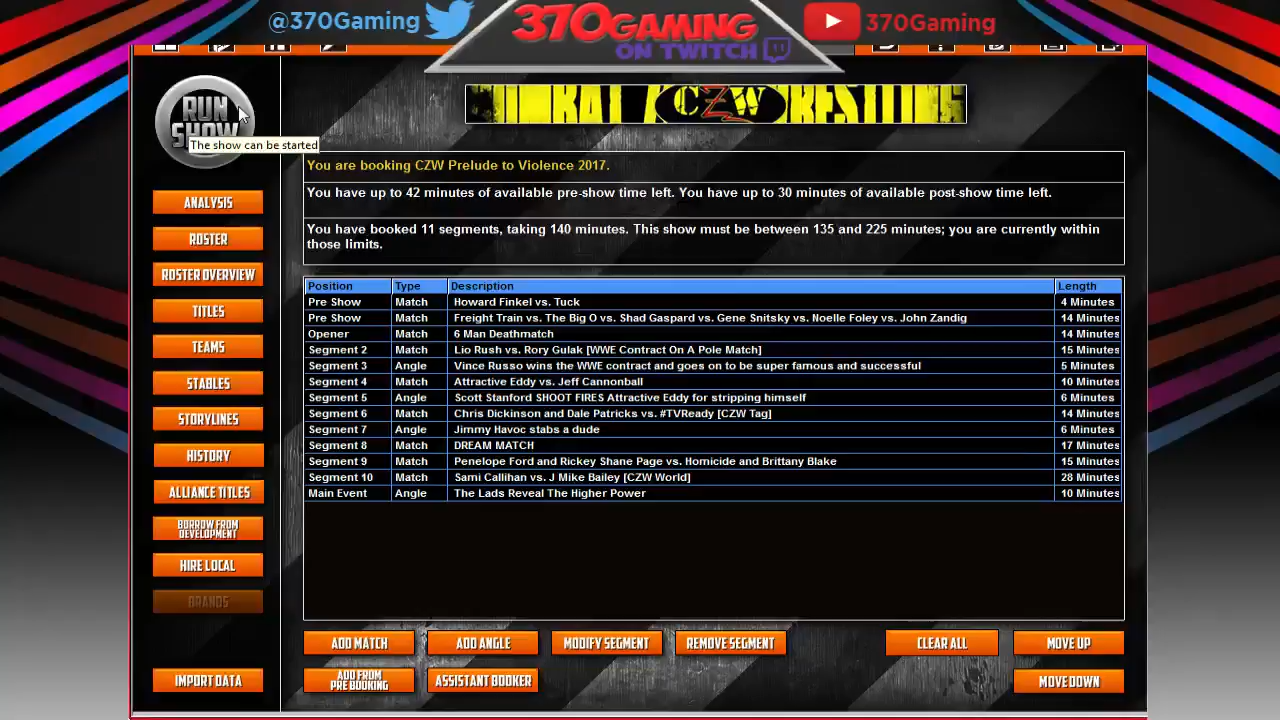 @370Gaming
370GAMING
ON TWITCH
370Gaming
COMBAT ZONE WRESTLING
CZW
RUN
SHOW
The show can be started
You are booking CZW Prelude to Violence 2017.
You have up to 42 minutes of available pre-show time left. You have up to 30 minutes of available post-show time left.
You have booked 11 segments, taking 140 minutes. This show must be between 135 and 225 minutes; you are currently within
those limits.
ANALYSIS
ROSTER
ROSTER OVERVIEW
TITLES
TEAMS
STABLES
STORYLINES
HISTORY
ALLIANCE TITLES
BORROW FROM
DEVELOPMENT
HIRE LOCAL
BRANDS
IMPORT DATA
Position Type Description Length
Pre Show Match Howard Finkel vs. Tuck 4 Minutes
Pre Show Match Freight Train vs. The Big O vs. Shad Gaspard vs. Gene Snitsky vs. Noelle Foley vs. John Zandig 14 Minutes
Opener Match 6 Man Deathmatch 14 Minutes
Segment 2 Match Lio Rush vs. Rory Gulak [WWE Contract On A Pole Match] 15 Minutes
Segment 3 Angle Vince Russo wins the WWE contract and goes on to be super famous and successful 5 Minutes
Segment 4 Match Attractive Eddy vs. Jeff Cannonball 10 Minutes
Segment 5 Angle Scott Stanford SHOOT FIRES Attractive Eddy for stripping himself 6 Minutes
Segment 6 Match Chris Dickinson and Dale Patricks vs. #TVReady [CZW Tag] 14 Minutes
Segment 7 Angle Jimmy Havoc stabs a dude 6 Minutes
Segment 8 Match DREAM MATCH 17 Minutes
Segment 9 Match Penelope Ford and Rickey Shane Page vs. Homicide and Brittany Blake 15 Minutes
Segment 10 Match Sami Callihan vs. J Mike Bailey [CZW World] 28 Minutes
Main Event Angle The Lads Reveal The Higher Power 10 Minutes
ADD MATCH
ADD ANGLE
MODIFY SEGMENT
REMOVE SEGMENT
CLEAR ALL
MOVE UP
ADD FROM
PRE BOOKING
ASSISTANT BOOKER
MOVE DOWN